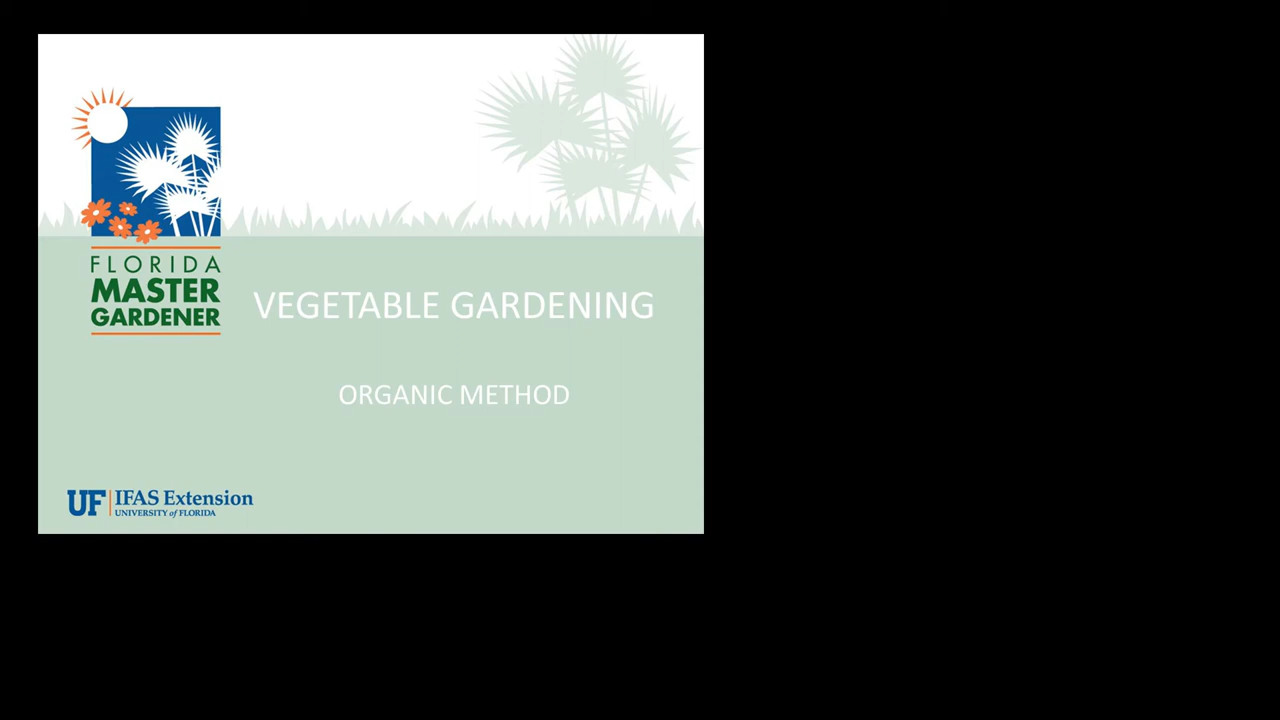 FLORIDA
MASTER
GARDENER
VEGETABLE GARDENING
ORGANIC METHOD
UF IFAS Extension
UNIVERSITY of FLORIDA